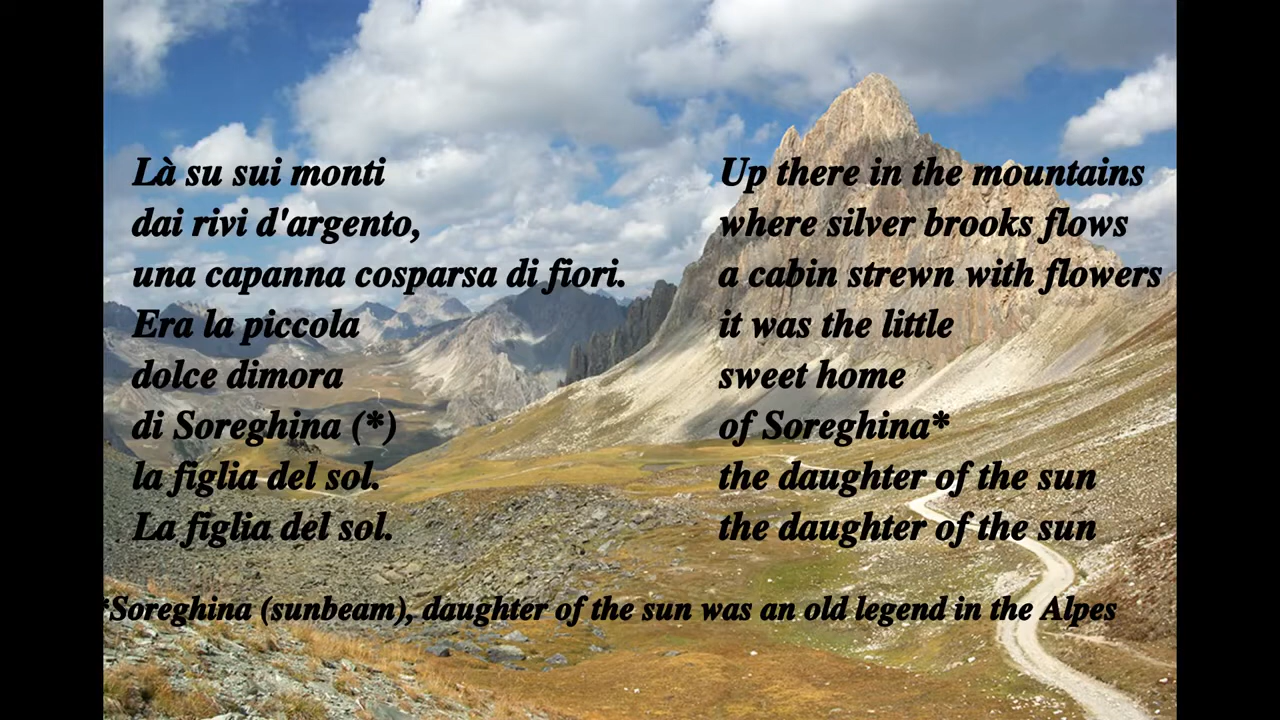 Là su sui monti
dai rivi d'argento,
una capanna cosparsa di fiori.
Era la piccola
dolce dimora
di Soreghina (*)
la figlia del sol.
La figlia del sol.
Up there in the mountains
where silver brooks flows
a cabin strewn with flowers
it was the little
sweet home
of Soreghina*
the daughter of the sun
the daughter of the sun
*Soreghina (sunbeam), daughter of the sun was an old legend in the Alpes